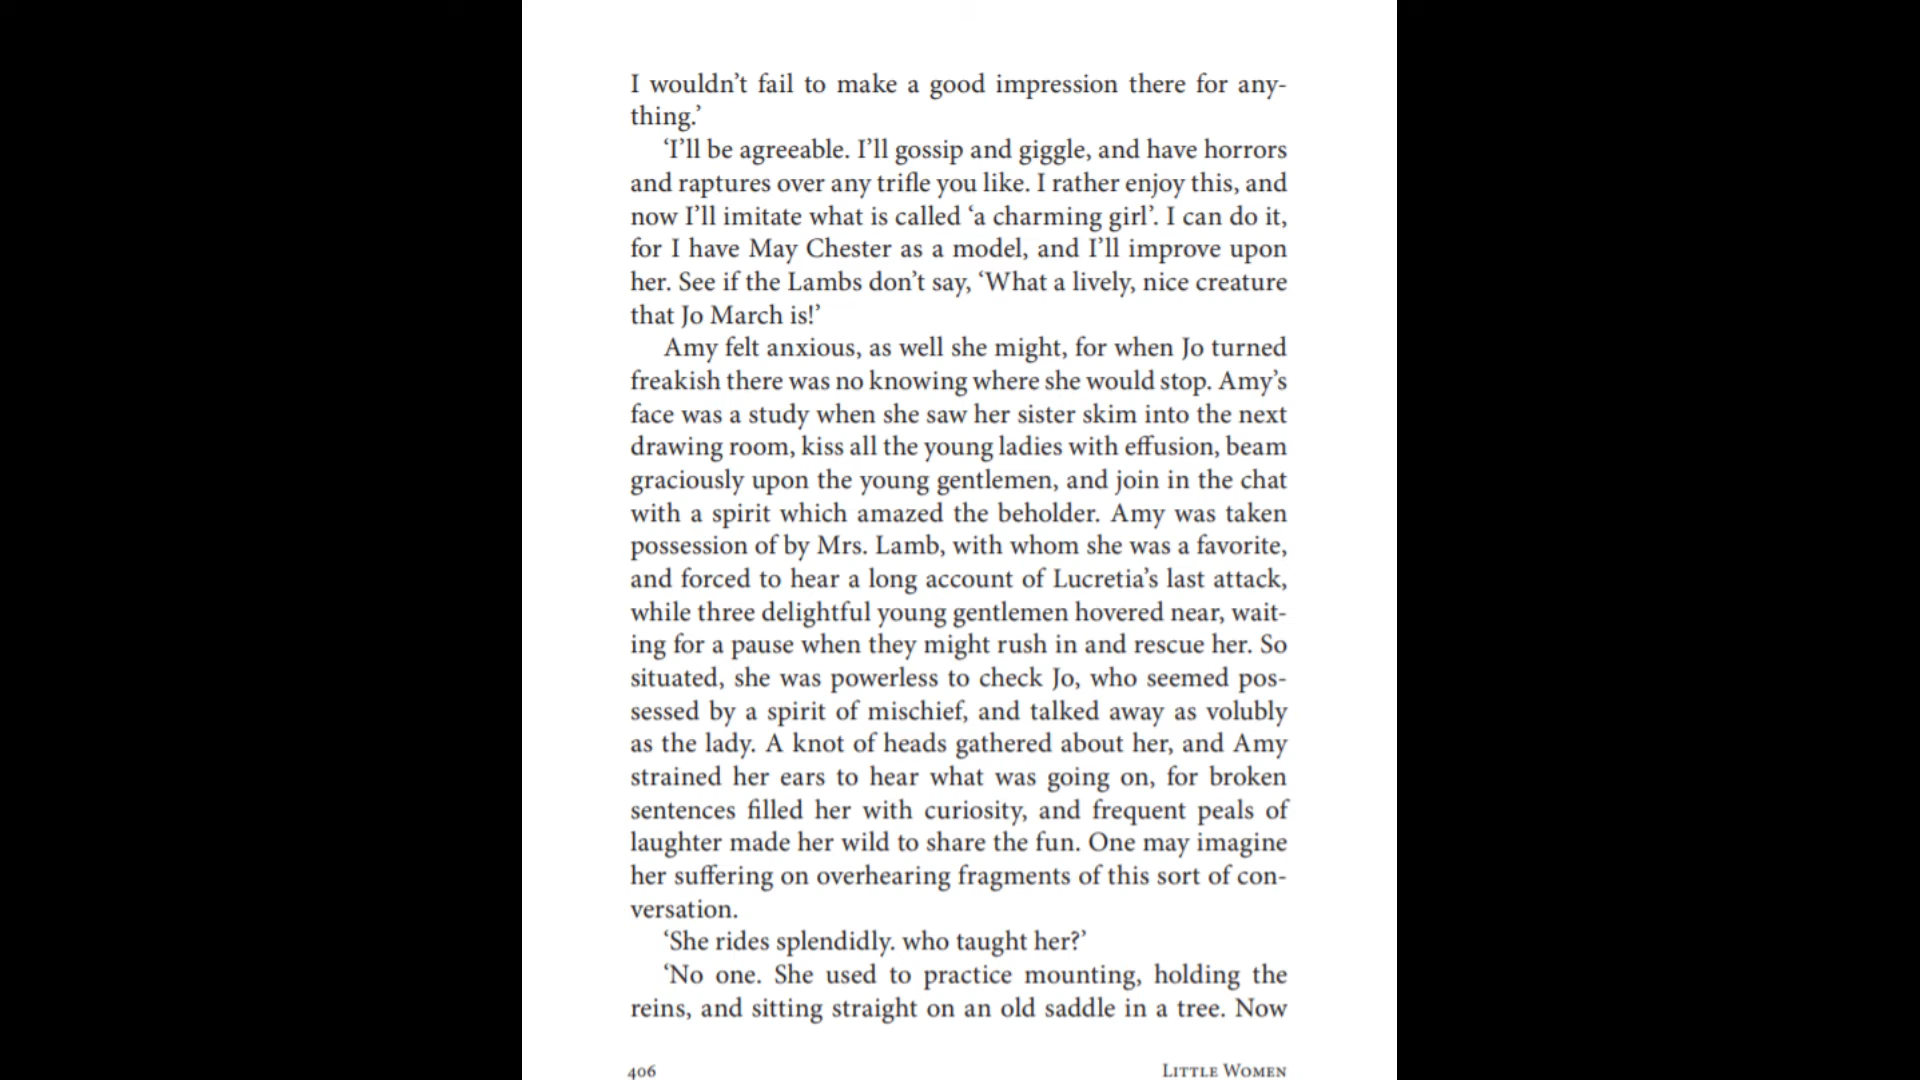 I wouldn’t fail to make a good impression there for any-
thing.’
‘I’ll be agreeable. I’ll gossip and giggle, and have horrors
and raptures over any trifle you like. I rather enjoy this, and
now I’ll imitate what is called ‘a charming girl’. I can do it,
for I have May Chester as a model, and I’ll improve upon
her. See if the Lambs don’t say, ‘What a lively, nice creature
that Jo March is!’
Amy felt anxious, as well she might, for when Jo turned
freakish there was no knowing where she would stop. Amy’s
face was a study when she saw her sister skim into the next
drawing room, kiss all the young ladies with effusion, beam
graciously upon the young gentlemen, and join in the chat
with a spirit which amazed the beholder. Amy was taken
possession of by Mrs. Lamb, with whom she was a favorite,
and forced to hear a long account of Lucretia’s last attack,
while three delightful young gentlemen hovered near, wait-
ing for a pause when they might rush in and rescue her. So
situated, she was powerless to check Jo, who seemed pos-
sessed by a spirit of mischief, and talked away as volubly
as the lady. A knot of heads gathered about her, and Amy
strained her ears to hear what was going on, for broken
sentences filled her with curiosity, and frequent peals of
laughter made her wild to share the fun. One may imagine
her suffering on overhearing fragments of this sort of con-
versation.
‘She rides splendidly. who taught her?’
‘No one. She used to practice mounting, holding the
reins, and sitting straight on an old saddle in a tree. Now
406 Little Women